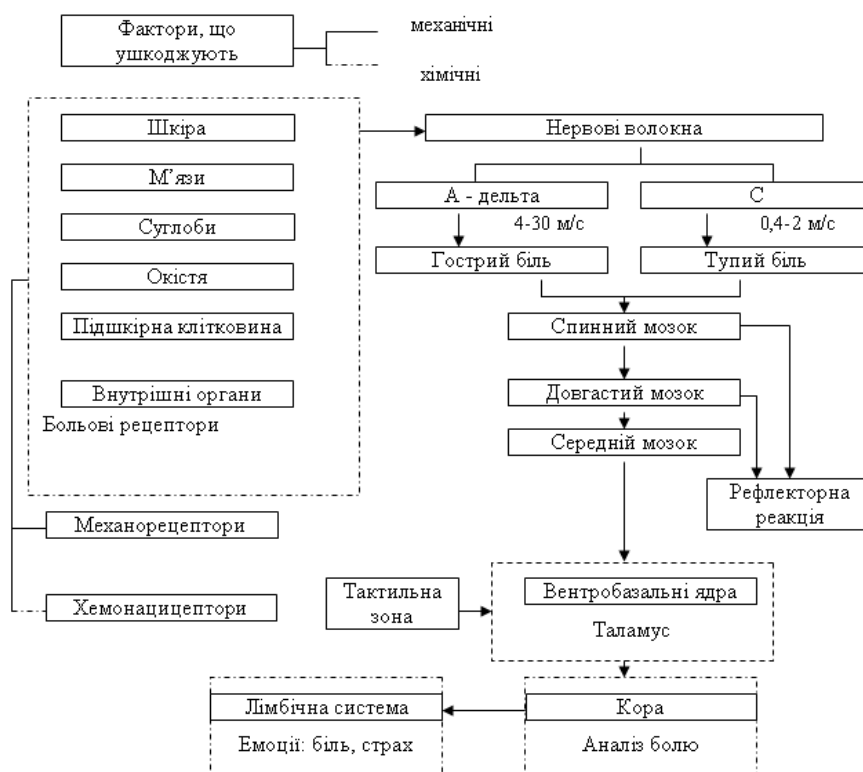 Фактори, що
ушкоджують
механічні
хімічні
Шкіра
М’язи
Суглоби
Окістя
Підшкірна клітковина
Внутрішні органи
Больові рецептори
Механорецептори
Хемонацицептори
Нервові волокна
А - дельта
С
4-30 м/с
0,4-2 м/с
Гострий біль
Тупий біль
Спинний мозок
Довгастий мозок
Середній мозок
Рефлекторна
реакція
Тактильна
зона
Вентробазальні ядра
Таламус
Лімбічна система
Емоції: біль, страх
Кора
Аналіз болю